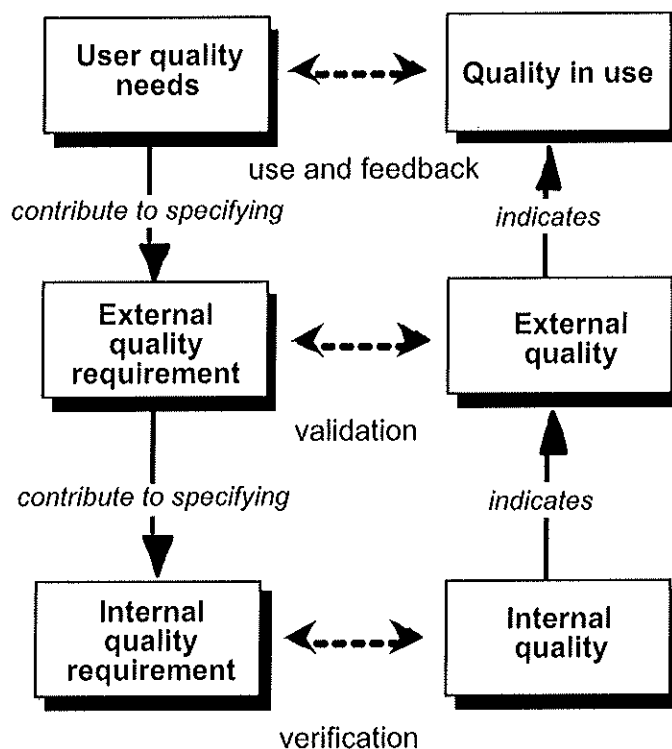 User quality
needs
Quality in use
use and feedback
contribute to specifying
indicates
External
quality
requirement
External
quality
validation
contribute to specifying
indicates
Internal
quality
requirement
Internal
quality
verification